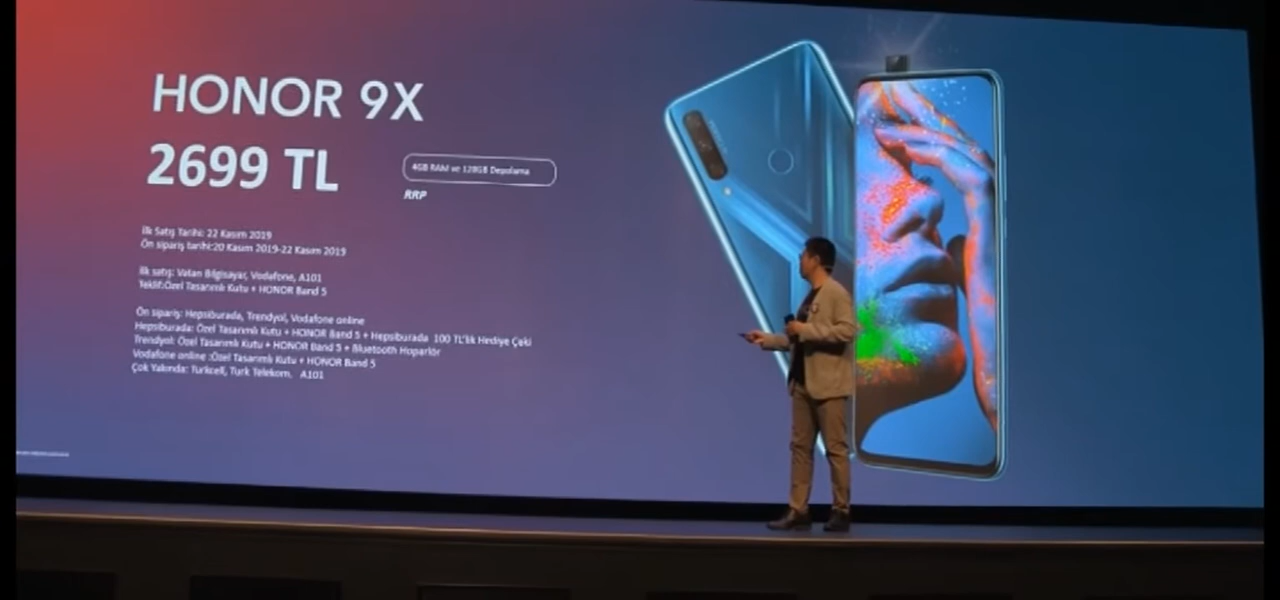 HONOR 9X
2699 TL
4GB RAM ve 128GB Depolama
RRP
İlk Satış Tarihi: 22 Kasım 2019
Ön sipariş tarihi:20 Kasım 2019-22 Kasım 2019
İlk satış: Vatan Bilgisayar, Vodafone, A101
Teklif:Özel Tasarımlı Kutu + HONOR Band 5
Ön sipariş: Hepsiburada, Trendyol, Vodafone online
Hepsiburada: Özel Tasarımlı Kutu + HONOR Band 5 + Hepsiburada 100 TL'lik Hediye Çeki
Trendyol: Özel Tasarımlı Kutu + HONOR Band 5 + Bluetooth Hoparlör
Vodafone online :Özel Tasarımlı Kutu + HONOR Band 5
Çok Yakında: Turkcell, Turk Telekom, A101